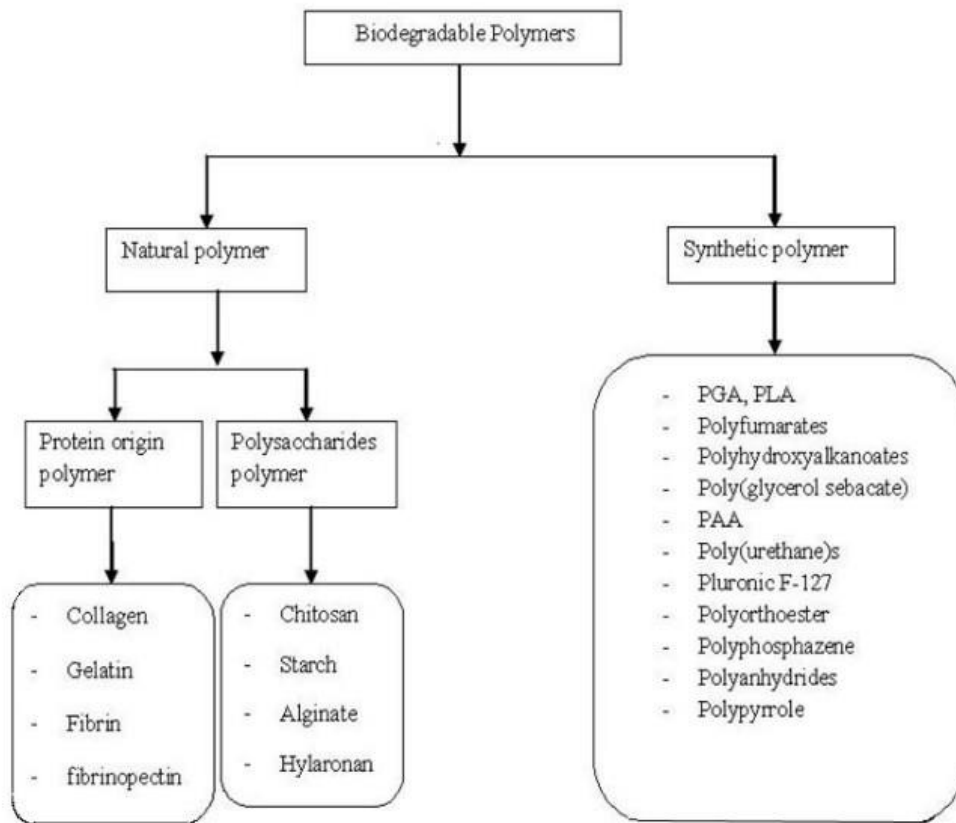 Biodegradable Polymers
Natural polymer
Synthetic polymer
Protein origin
polymer
Polysaccharides
polymer
- Collagen
- Gelatin
- Fibrin
- fibrinopectin
- Chitosan
- Starch
- Alginate
- Hylaronan
- PGA, PLA
- Polyfumarates
- Polyhydroxyalkanoates
- Poly(glycerol sebacate)
- PAA
- Poly(urethane)s
- Pluronic F-127
- Polyorthoester
- Polyphosphazene
- Polyanhydrides
- Polypyrrole